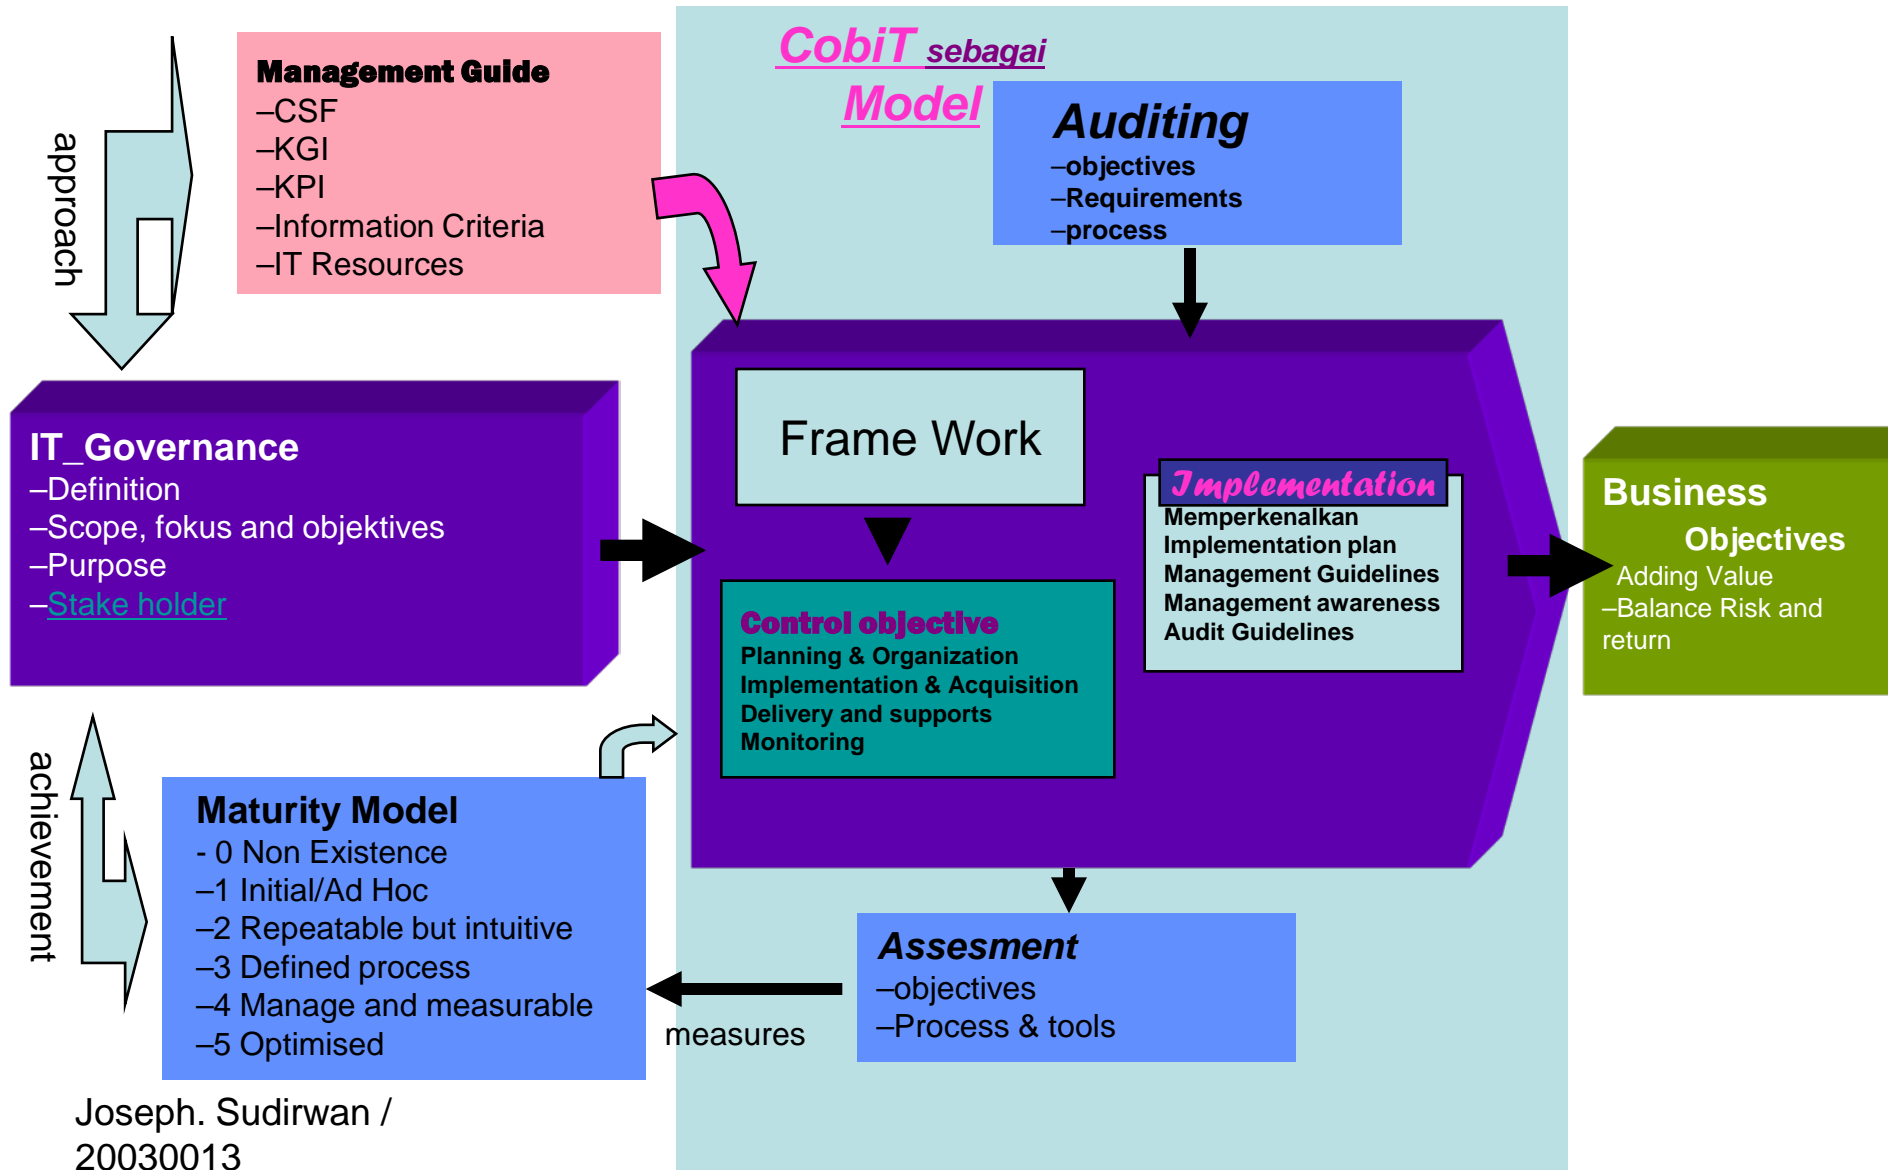 CobiT sebagai
Model
Management Guide
–CSF
–KGI
–KPI
–Information Criteria
–IT Resources
approach
Auditing
–objectives
–Requirements
–process
IT_Governance
–Definition
–Scope, fokus and objektives
–Purpose
–Stake holder
Frame Work
Control objective
Planning & Organization
Implementation & Acquisition
Delivery and supports
Monitoring
Implementation
Memperkenalkan
Implementation plan
Management Guidelines
Management awareness
Audit Guidelines
Business
Objectives
Adding Value
–Balance Risk and
return
achievement
Maturity Model
- 0 Non Existence
–1 Initial/Ad Hoc
–2 Repeatable but intuitive
–3 Defined process
–4 Manage and measurable
–5 Optimised
measures
Assesment
–objectives
–Process & tools
Joseph. Sudirwan /
20030013